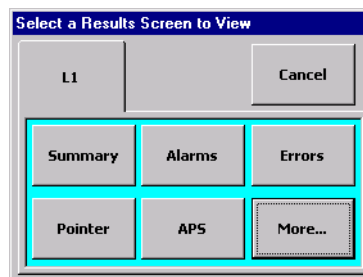 Select a Results Screen to View
L1 Cancel
Summary Alarms Errors
Pointer APS More...